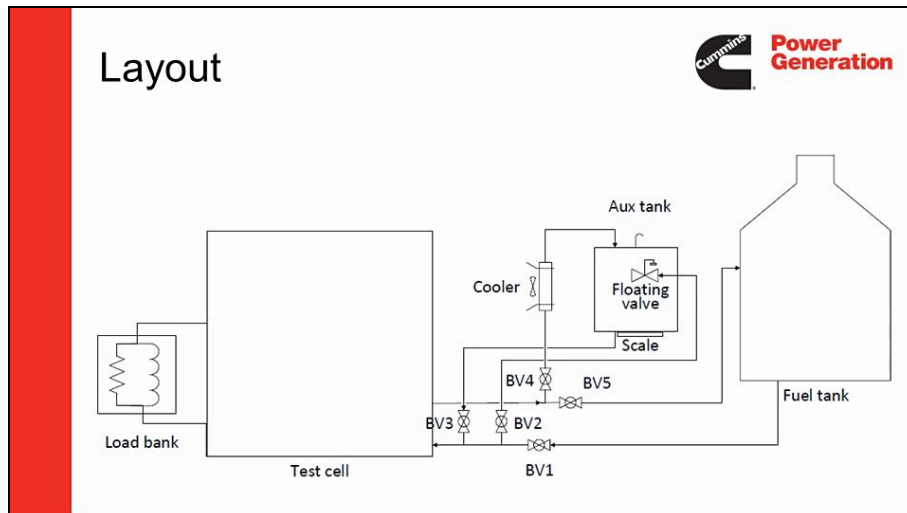 Layout
Cummins
Power
Generation
Aux tank
Cooler
Floating
valve
Scale
BV4
BV5
Fuel tank
BV3
BV2
Load bank
BV1
Test cell